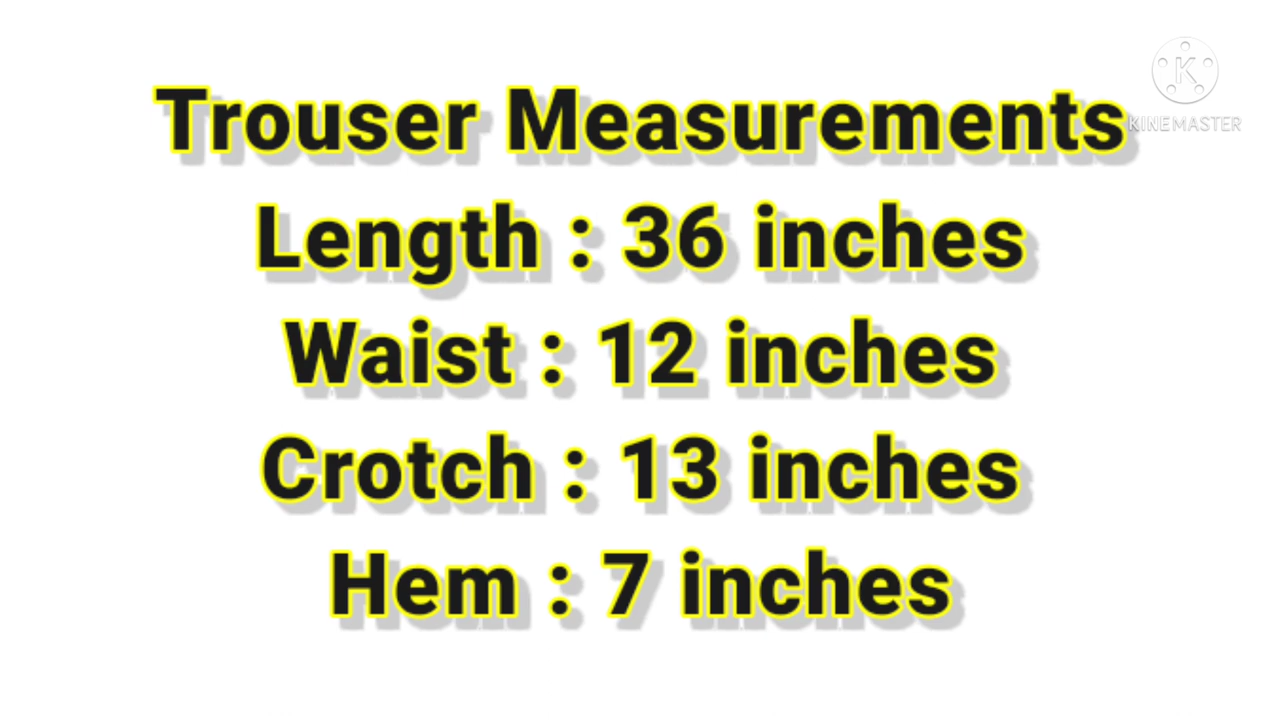 Trouser Measurements
KINEMASTER
Length : 36 inches
Waist : 12 inches
Crotch : 13 inches
Hem : 7 inches